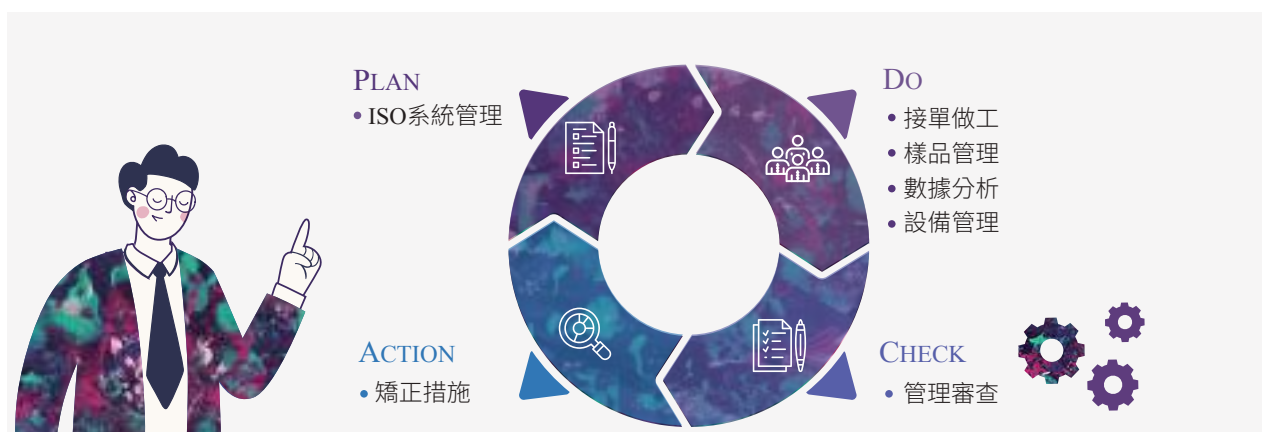 PLAN
• ISO系統管理
DO
• 接單做工
• 樣品管理
• 數據分析
• 設備管理
ACTION
• 矯正措施
CHECK
• 管理審查